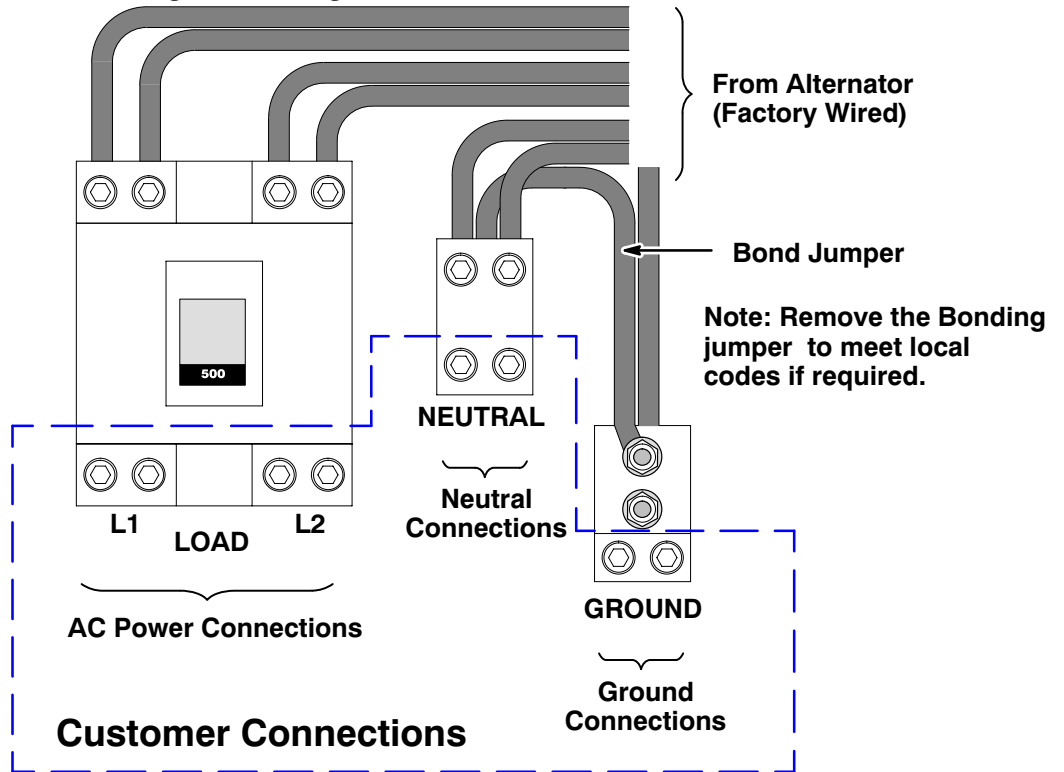 From Alternator
(Factory Wired)
Bond Jumper
Note: Remove the Bonding
jumper to meet local
codes if required.
500
NEUTRAL
Neutral
Connections
L1
LOAD
L2
AC Power Connections
GROUND
Ground
Connections
Customer Connections